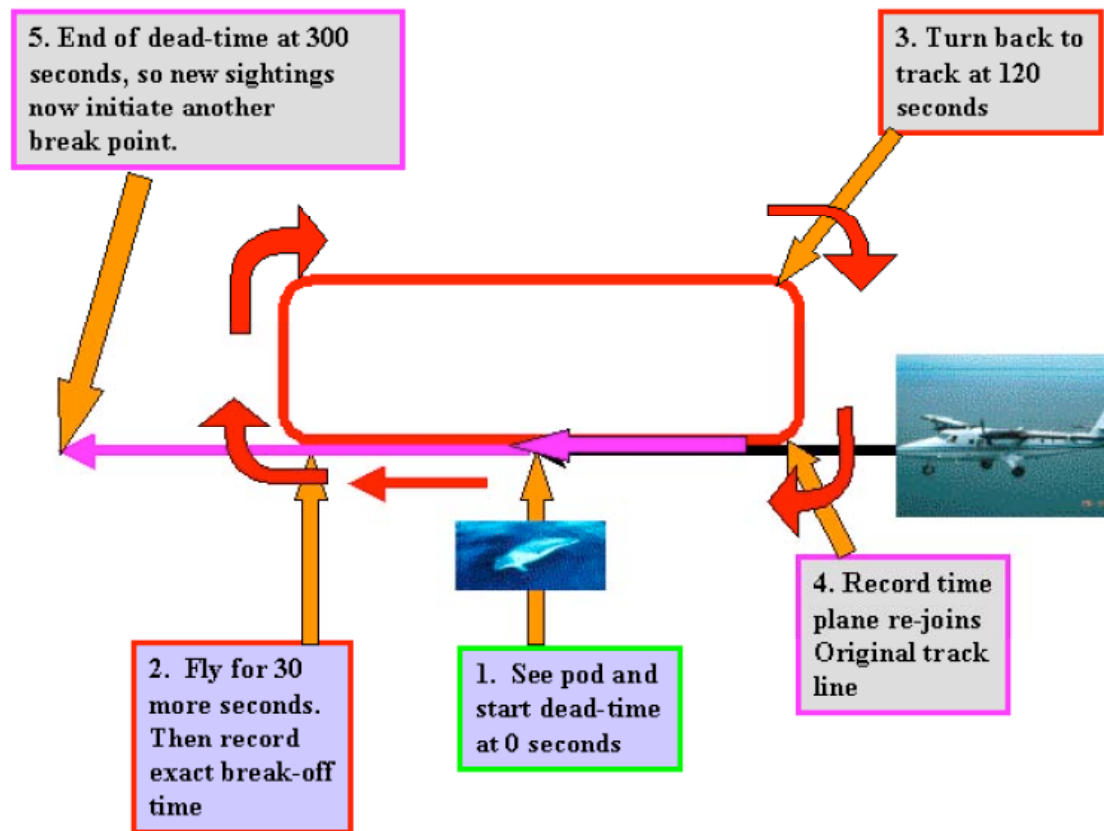 5. End of dead-time at 300
seconds, so new sightings
now initiate another
break point.
3. Turn back to
track at 120
seconds
4. Record time
plane re-joins
Original track
line
2. Fly for 30
more seconds.
Then record
exact break-off
time
1. See pod and
start dead-time
at 0 seconds